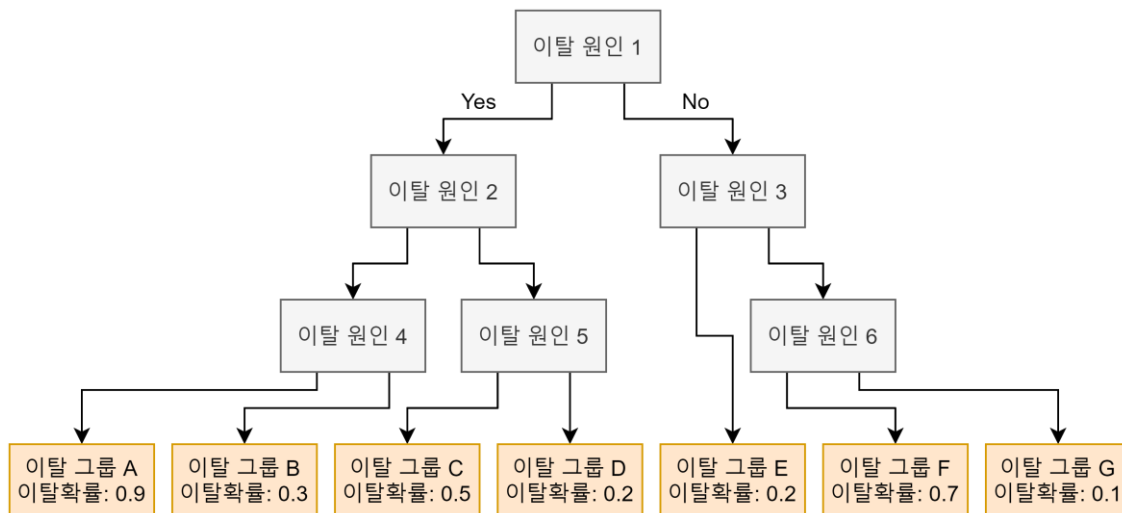 이탈 원인 1
Yes
No
이탈 원인 2
이탈 원인 3
이탈 원인 4
이탈 원인 5
이탈 원인 6
이탈 그룹 A
이탈확률: 0.9
이탈 그룹 B
이탈확률: 0.3
이탈 그룹 C
이탈확률: 0.5
이탈 그룹 D
이탈확률: 0.2
이탈 그룹 E
이탈확률: 0.2
이탈 그룹 F
이탈확률: 0.7
이탈 그룹 G
이탈확률: 0.1